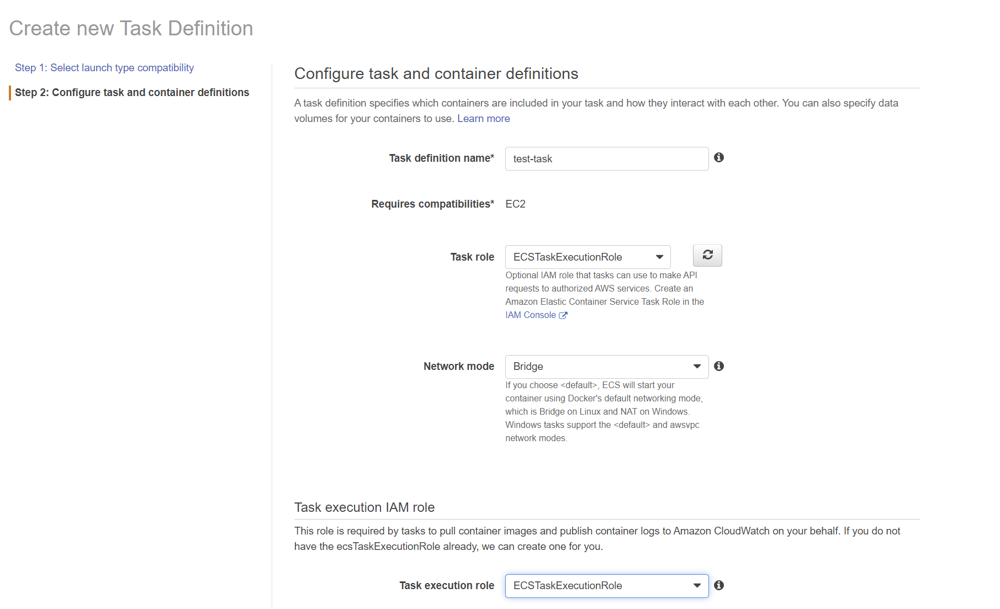 Create new Task Definition
Step 1: Select launch type compatibility
Step 2: Configure task and container definitions
Configure task and container definitions
A task definition specifies which containers are included in your task and how they interact with each other. You can also specify data
volumes for your containers to use. Learn more
Task definition name* test-task
Requires compatibilities* EC2
Task role ECSTaskExecutionRole
Optional IAM role that tasks can use to make API
requests to authorized AWS services. Create an
Amazon Elastic Container Service Task Role in the
IAM Console
Network mode Bridge
If you choose <default>, ECS will start your
container using Docker's default networking mode,
which is Bridge on Linux and NAT on Windows.
Windows tasks support the <default> and awsvpc
network modes.
Task execution IAM role
This role is required by tasks to pull container images and publish container logs to Amazon CloudWatch on your behalf. If you do not
have the ecsTaskExecutionRole already, we can create one for you.
Task execution role ECSTaskExecutionRole